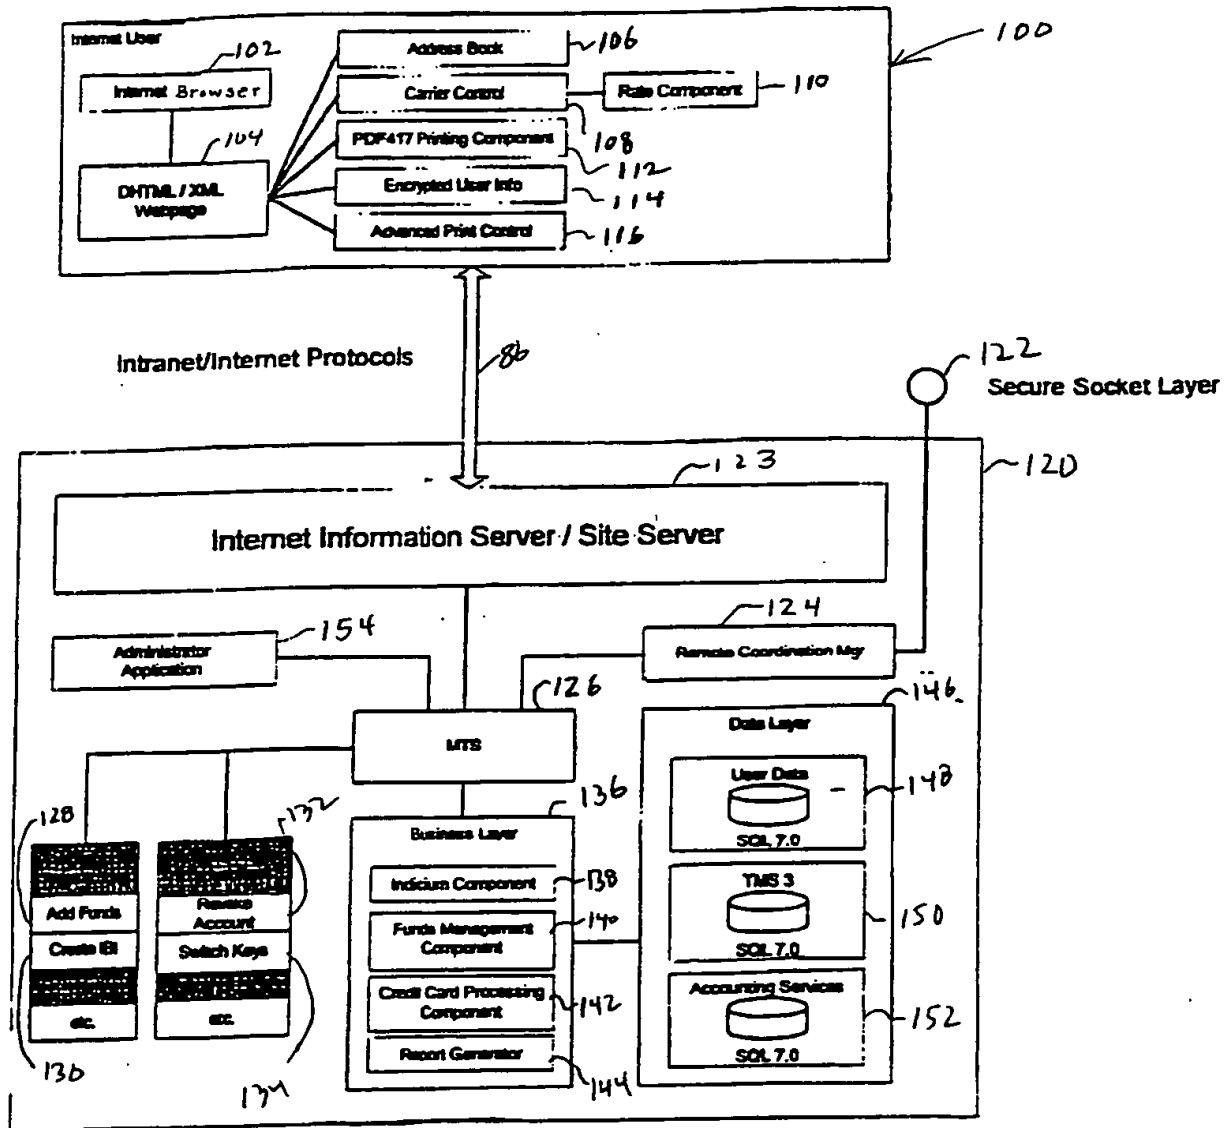 Internet User
102
Internet Browser
104
DHTML / XML
Webpage
Address Book
106
100
Carrier Control
Rate Component
110
108
PDF417 Printing Component
112
Encrypted User Info
114
Advanced Print Control
116
Intranet/Internet Protocols
86
122
Secure Socket Layer
120
123
Internet Information Server / Site Server
154
Administrator
Application
124
Remote Coordination Mgr
126
MTS
146
Data Layer
User Data
148
SQL 7.0
TMS 3
150
SQL 7.0
Accounting Services
152
SQL 7.0
136
Business Layer
Indicium Component
138
Funds Management
Component
140
Credit Card Processing
Component
142
Report Generator
144
128
132
Add Funds
Create IBI
etc.
Revoke
Account
Switch Keys
etc.
130
134